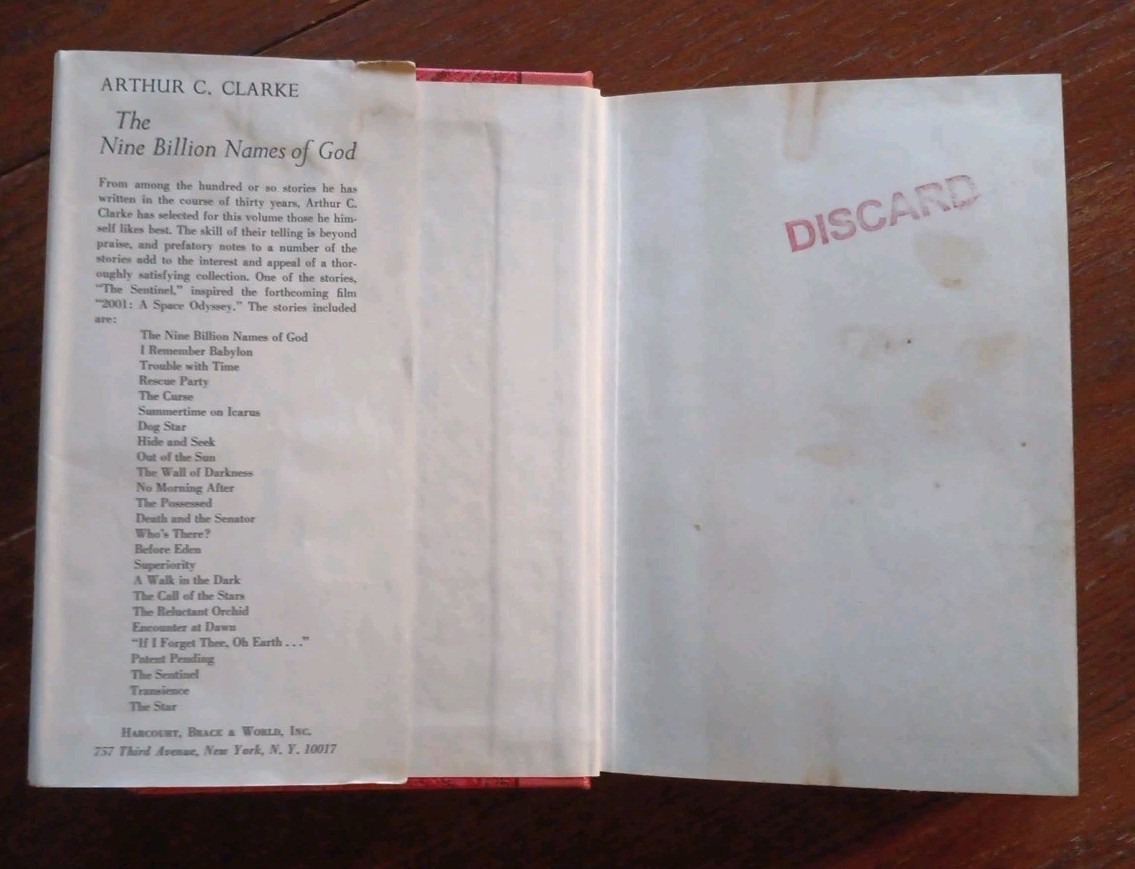 ARTHUR C. CLARKE
The
Nine Billion Names of God
From among the hundred or so stories he has
written in the course of thirty years, Arthur C.
Clarke has selected for this volume those he him-
self likes best. The skill of their telling is beyond
praise, and prefatory notes to a number of the
stories add to the interest and appeal of a thor-
oughly satisfying collection. One of the stories,
"The Sentinel," inspired the forthcoming film
"2001: A Space Odyssey." The stories included
are:
The Nine Billion Names of God
I Remember Babylon
Trouble with Time
Rescue Party
The Curse
Summertime on Icarus
Dog Star
Hide and Seek
Out of the Sun
The Wall of Darkness
No Morning After
The Possessed
Death and the Senator
Who's There?
Before Eden
Superiority
A Walk in the Dark
The Call of the Stars
The Reluctant Orchid
Encounter at Dawn
"If I Forget Thee, Oh Earth . . ."
Patent Pending
The Sentinel
Transience
The Star
HARCOURT, BRACE & WORLD, INC.
757 Third Avenue, New York, N. Y. 10017
DISCARD